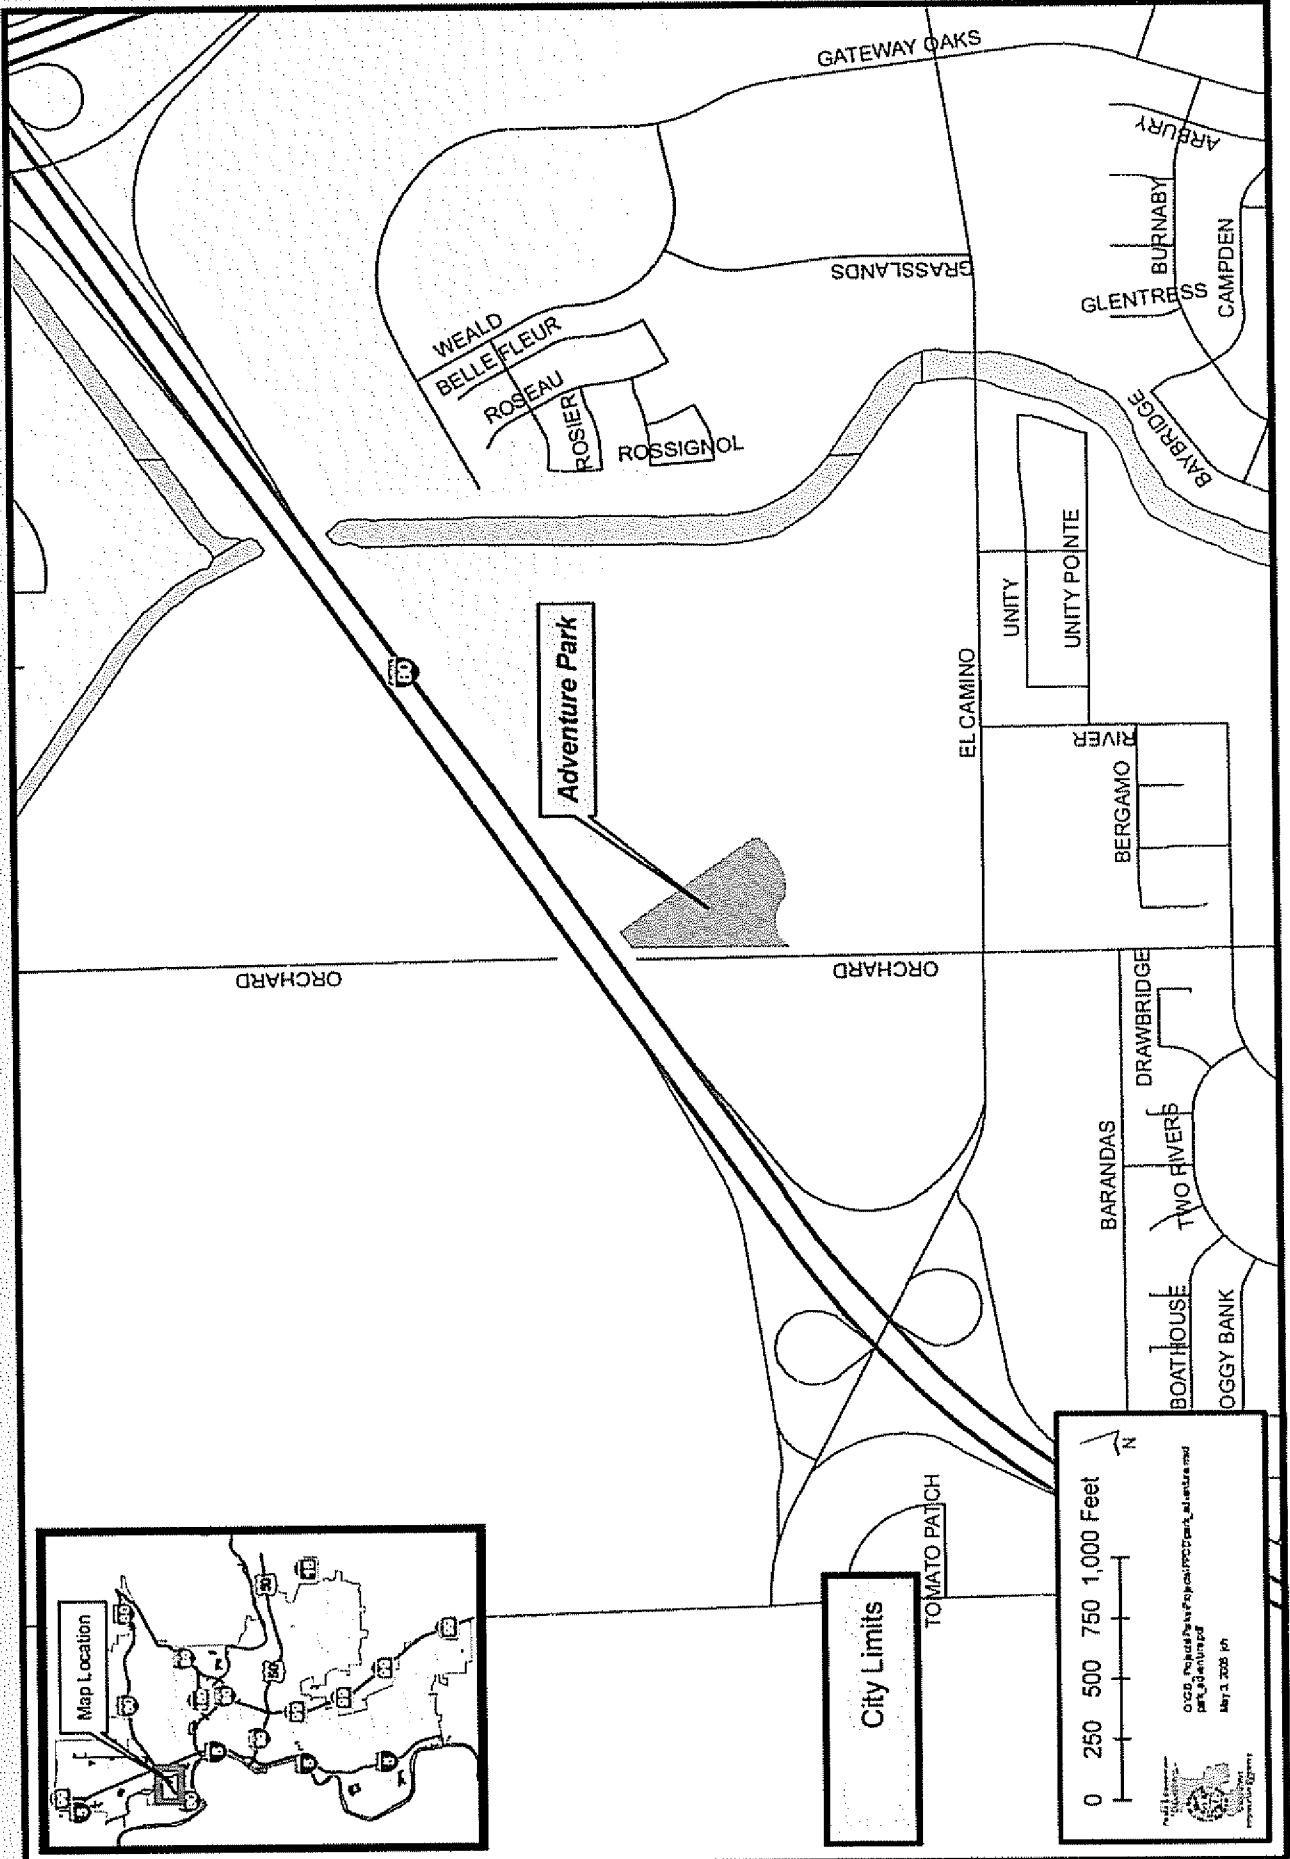 GATEWAY OAKS
ARBURY
BURNABY
CAMPDEN
GLENTRESS
GRASSLANDS
WEALD
BELLE FLEUR
ROSEAU
ROSIER
ROSSIGNOL
BAYBRIDGE
UNITY
UNITY POINTE
EL CAMINO
RIVER
BERGAMO
80
Adventure Park
ORCHARD
ORCHARD
DRAWBRIDGE
BARANDAS
TWO RIVERS
BOATHOUSE
OGGY BANK
TOMATO PATCH
Map Location
City Limits
0 250 500 750 1,000 Feet
N